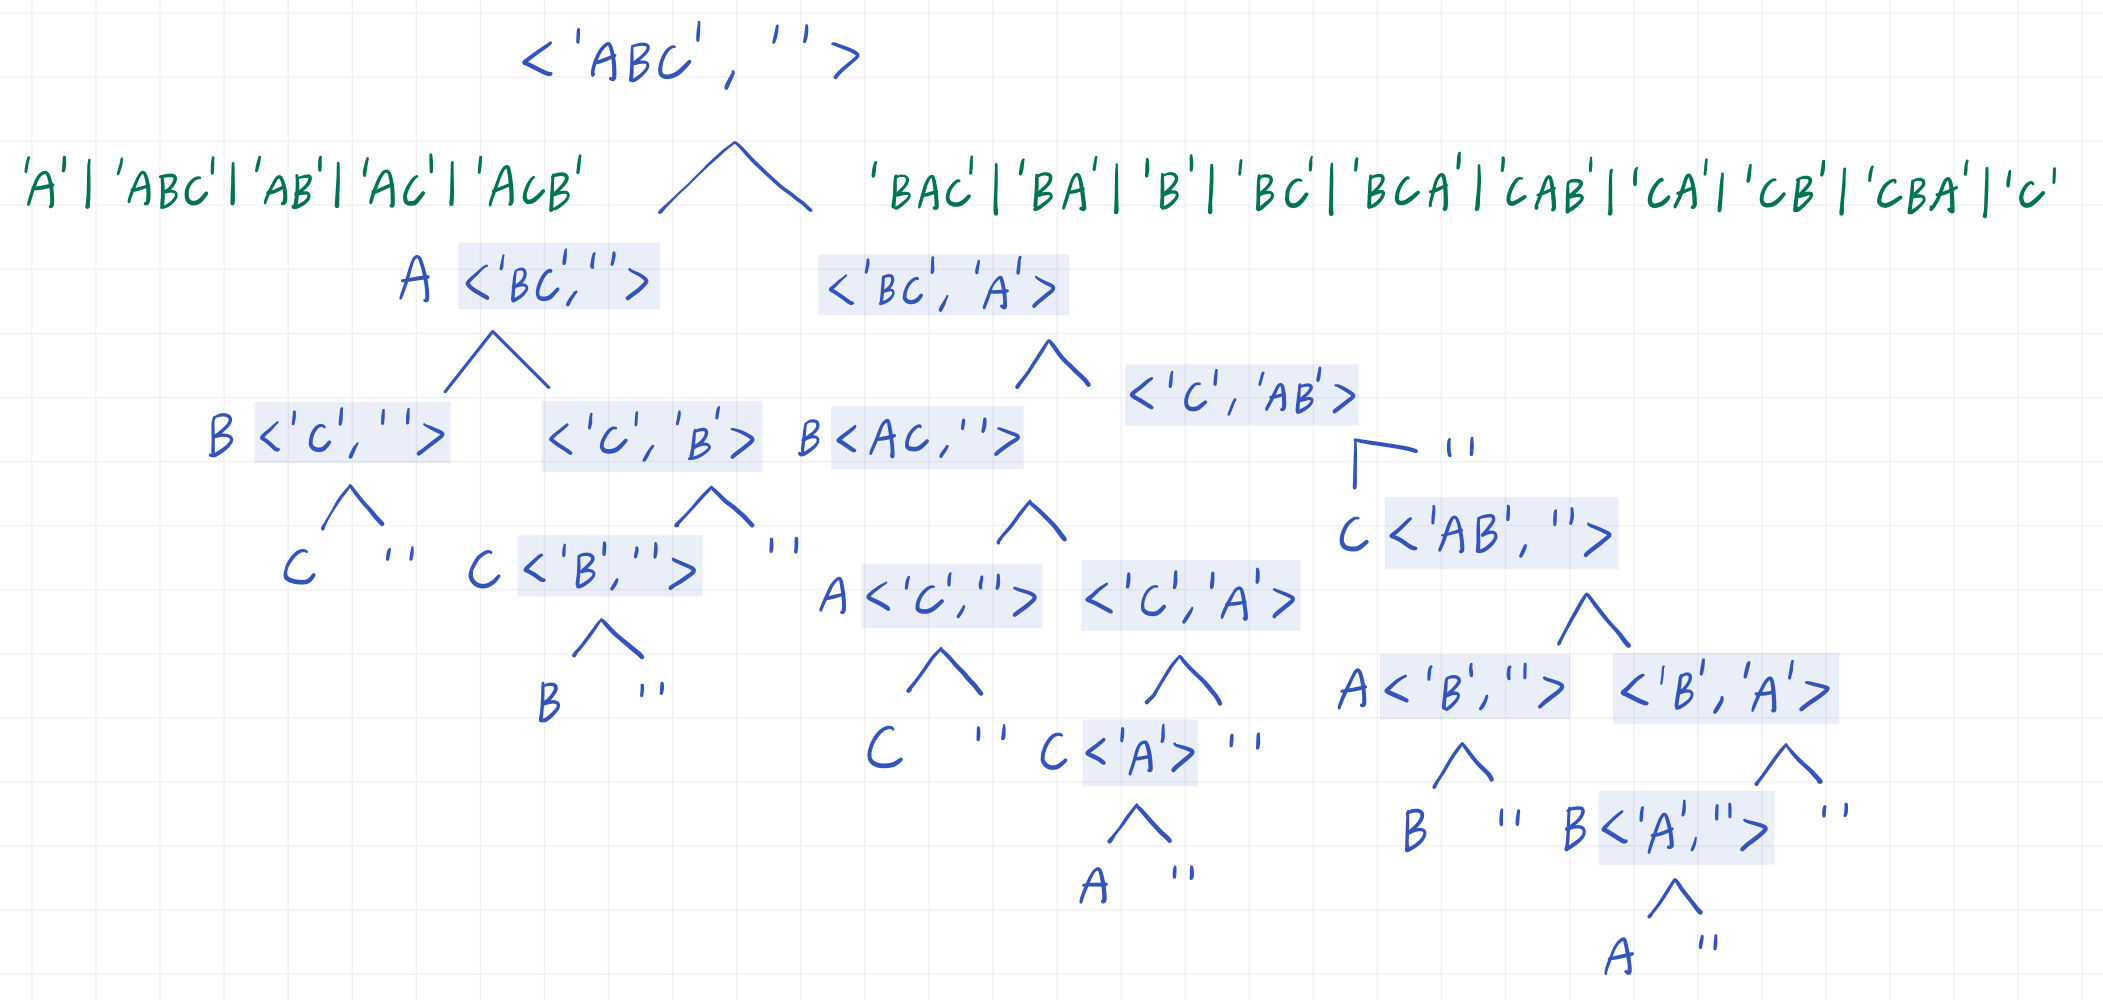 <'ABC', ''>
'A' | 'ABC' | 'AB' | 'AC' | 'ACB'
'BAC' | 'BA' | 'B' | 'BC' | 'BCA' | 'CAB' | 'CA' | 'CB' | 'CBA' | 'C'
A <'BC', ''>
<'BC', 'A'>
<'C', 'AB'>
B <'C', ''>
<'C', 'B'>
B <AC, ''>
''
C <'AB', ''>
C ''
C <'B', ''>
''
A <'C', ''>
<'C', 'A'>
B ''
A <'B', ''>
<'B', 'A'>
C ''
C <'A'>
''
B ''
B <'A', ''>
''
A ''
A ''